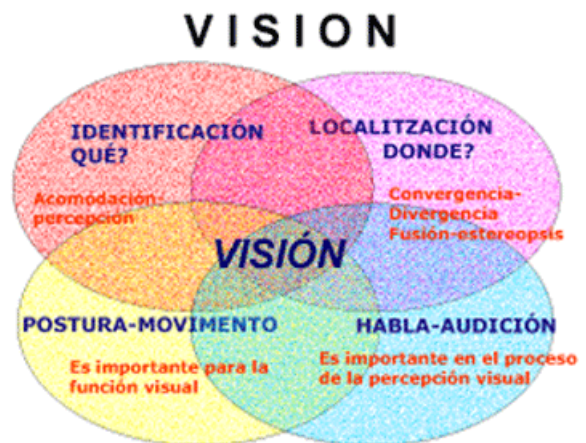 VISION
IDENTIFICACIÓN
QUÉ?
Acomodación-
percepción
LOCALITZACIÓN
DONDE?
Convergencia-
Divergencia
Fusión-estereopsis
VISIÓN
POSTURA-MOVIMENTO
Es importante para la
función visual
HABLA-AUDICIÓN
Es importante en el proceso
de la percepción visual